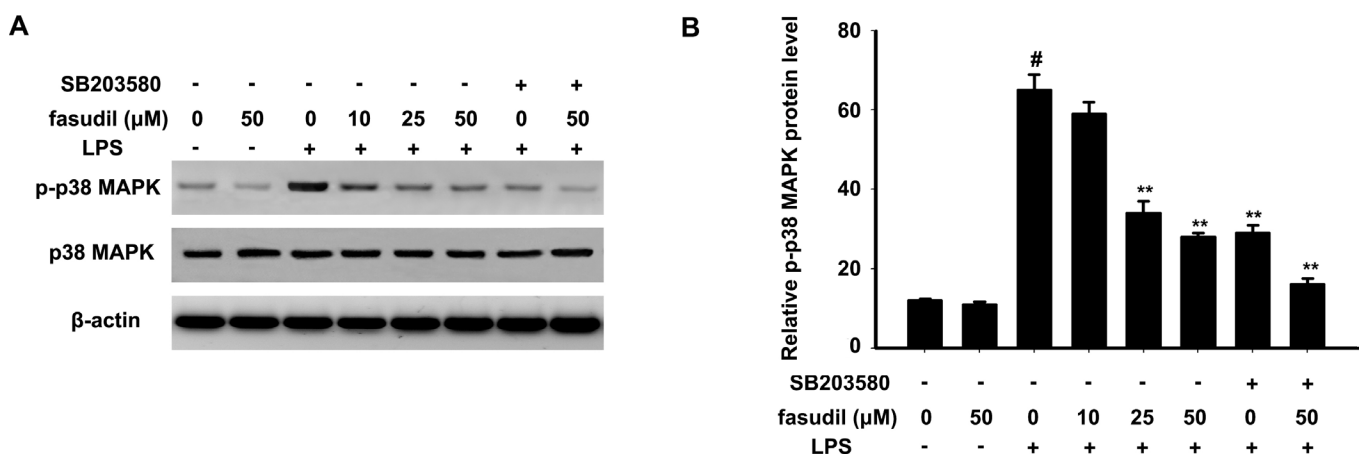 A
SB203580 - - - - - - + +
fasudil (μM) 0 50 0 10 25 50 0 50
LPS - - + + + + + +
p-p38 MAPK
p38 MAPK
β-actin
B
Relative p-p38 MAPK protein level
80
60
40
20
0
#
**
**
**
**
SB203580 - - - - - - + +
fasudil (μM) 0 50 0 10 25 50 0 50
LPS - - + + + + + +